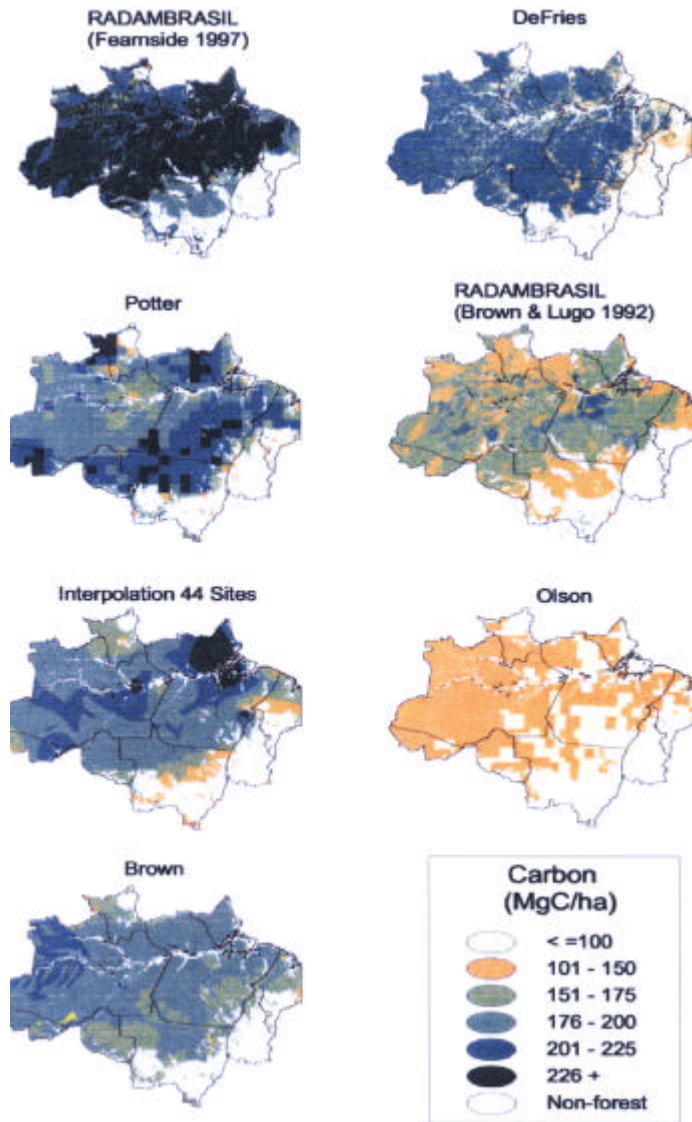 RADAMBRASIL
(Fearnside 1997)
DeFries
Potter
RADAMBRASIL
(Brown & Lugo 1992)
Interpolation 44 Sites
Olson
Brown
Carbon
(MgC/ha)
< =100
101 - 150
151 - 175
176 - 200
201 - 225
226 +
Non-forest